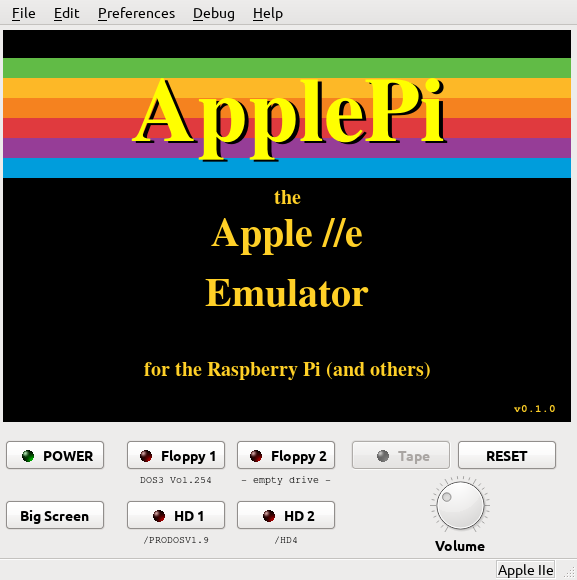 File Edit Preferences Debug Help
ApplePi
the
Apple //e
Emulator
for the Raspberry Pi (and others)
v0.1.0
POWER Floppy 1 Floppy 2 Tape RESET
DOS3 Vol.254 - empty drive -
Big Screen HD 1 HD 2
/PRODOSV1.9 /HD4
Volume
Apple IIe